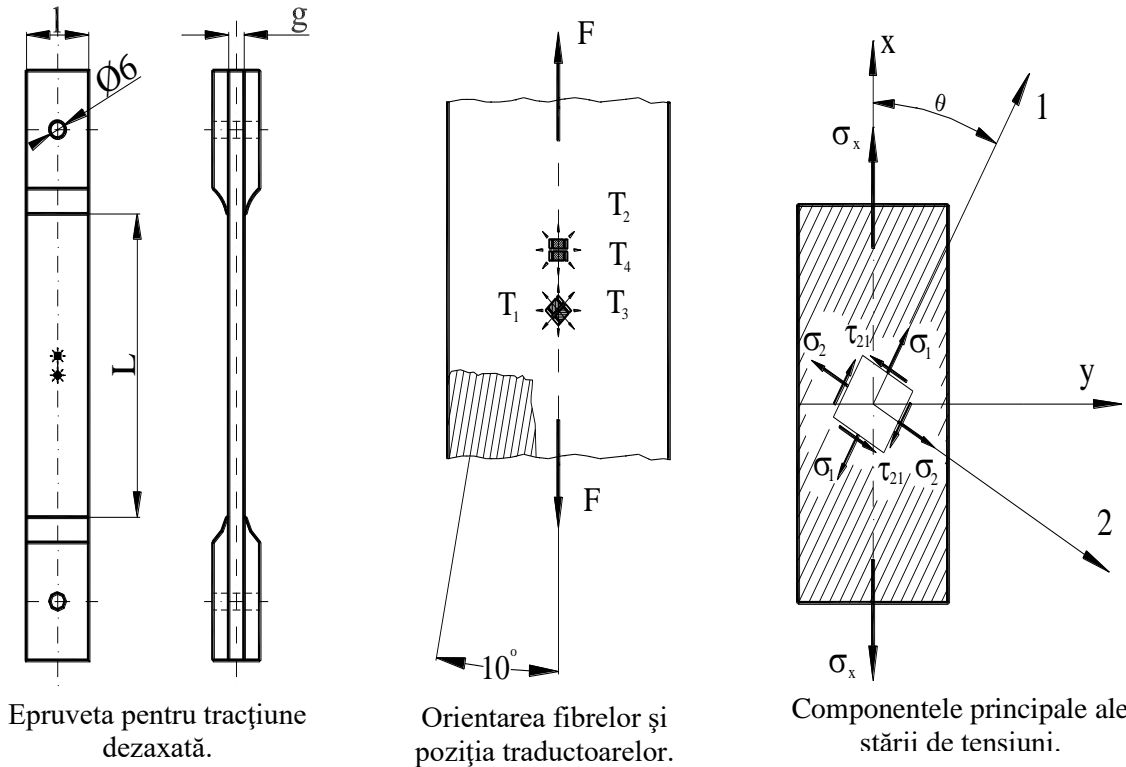 l
g
Ø6
L
F
T₂
T₄
T₁
T₃
F
10°
x
θ
1
σₓ
τ₂₁
σ₂
σ₁
y
σ₁
τ₂₁
σ₂
2
σₓ
Epruveta pentru tracţiune
dezaxată.
Orientarea fibrelor şi
poziţia traductoarelor.
Componentele principale ale
stării de tensiuni.